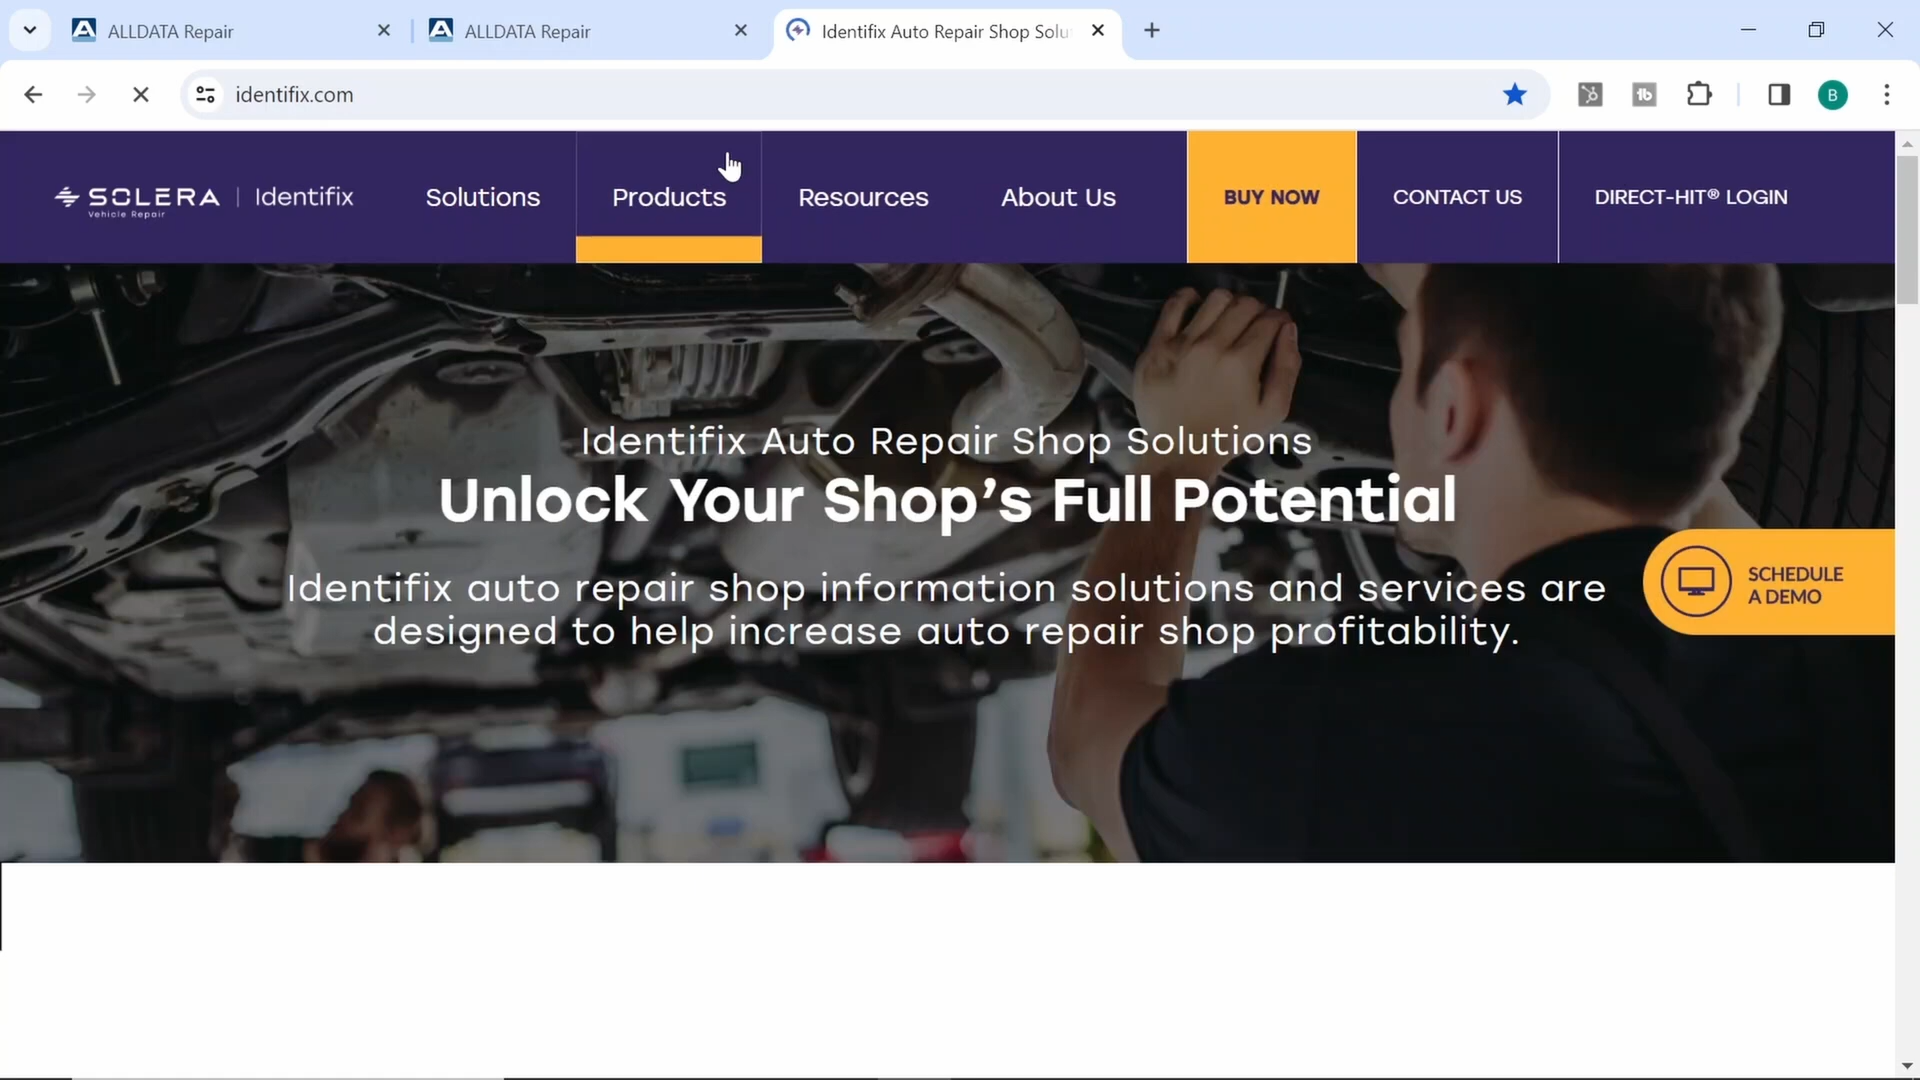 ALLDATA Repair
ALLDATA Repair
Identifix Auto Repair Shop Solu
identifix.com
B
SOLERA
Vehicle Repair
Identifix
Solutions
Products
Resources
About Us
BUY NOW
CONTACT US
DIRECT-HIT® LOGIN
Identifix Auto Repair Shop Solutions
Unlock Your Shop’s Full Potential
Identifix auto repair shop information solutions and services are
designed to help increase auto repair shop profitability.
SCHEDULE
A DEMO